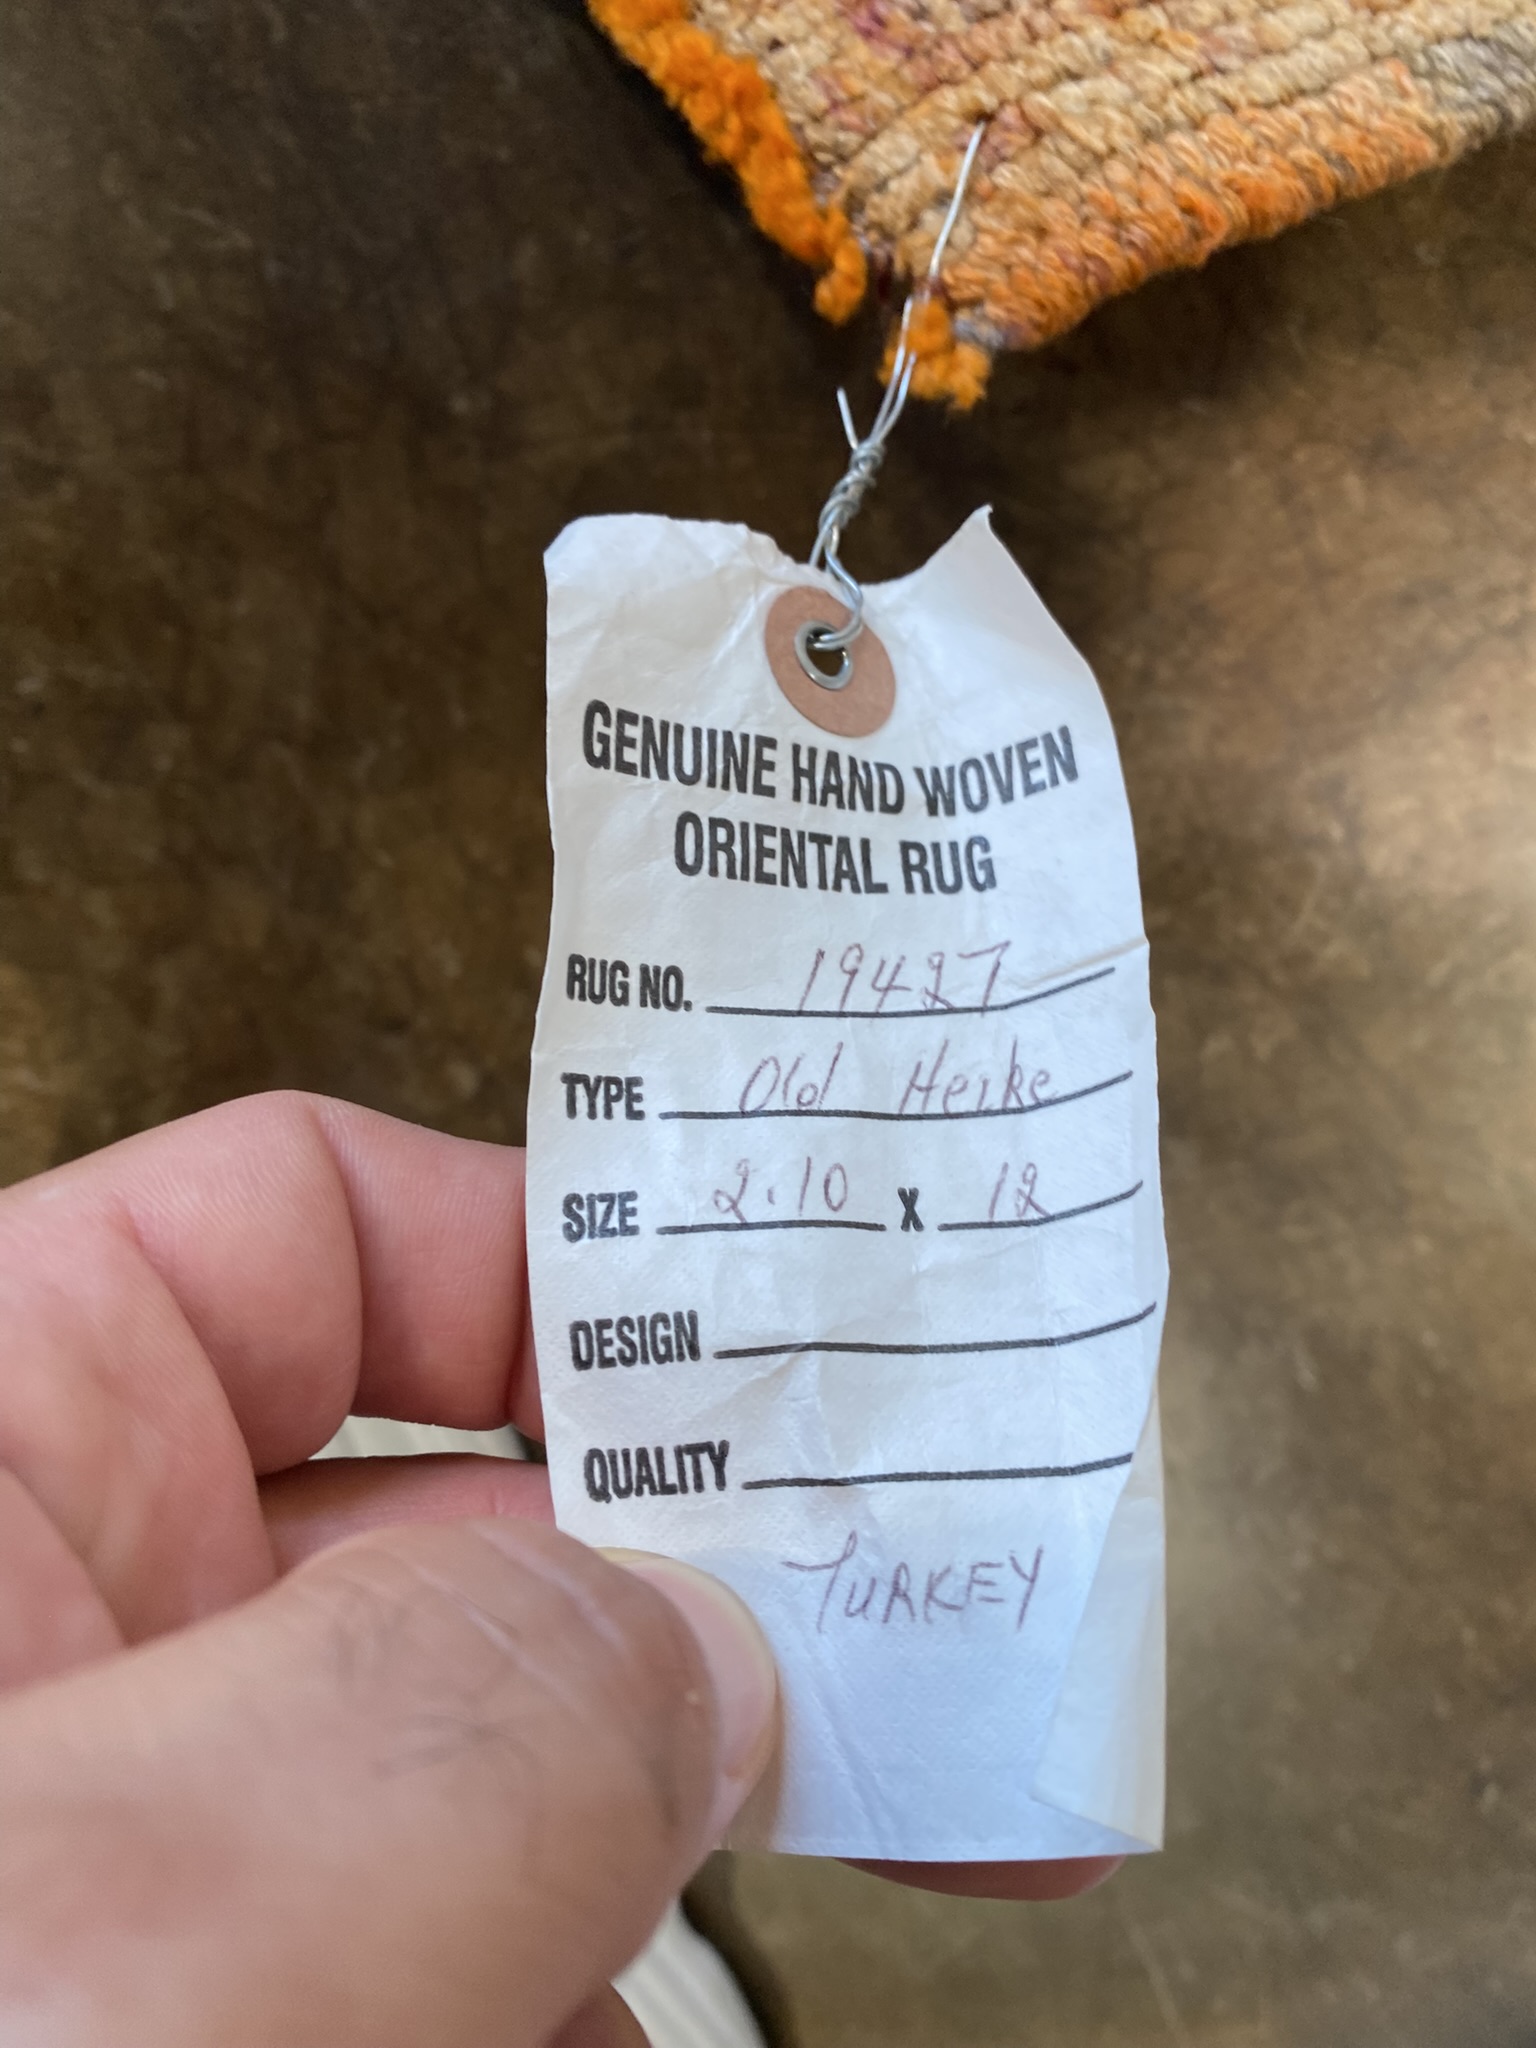 GENUINE HAND WOVEN
ORIENTAL RUG
RUG NO. 19427
TYPE Old Herke
SIZE 2.10 X 12
DESIGN
QUALITY
TURKEY